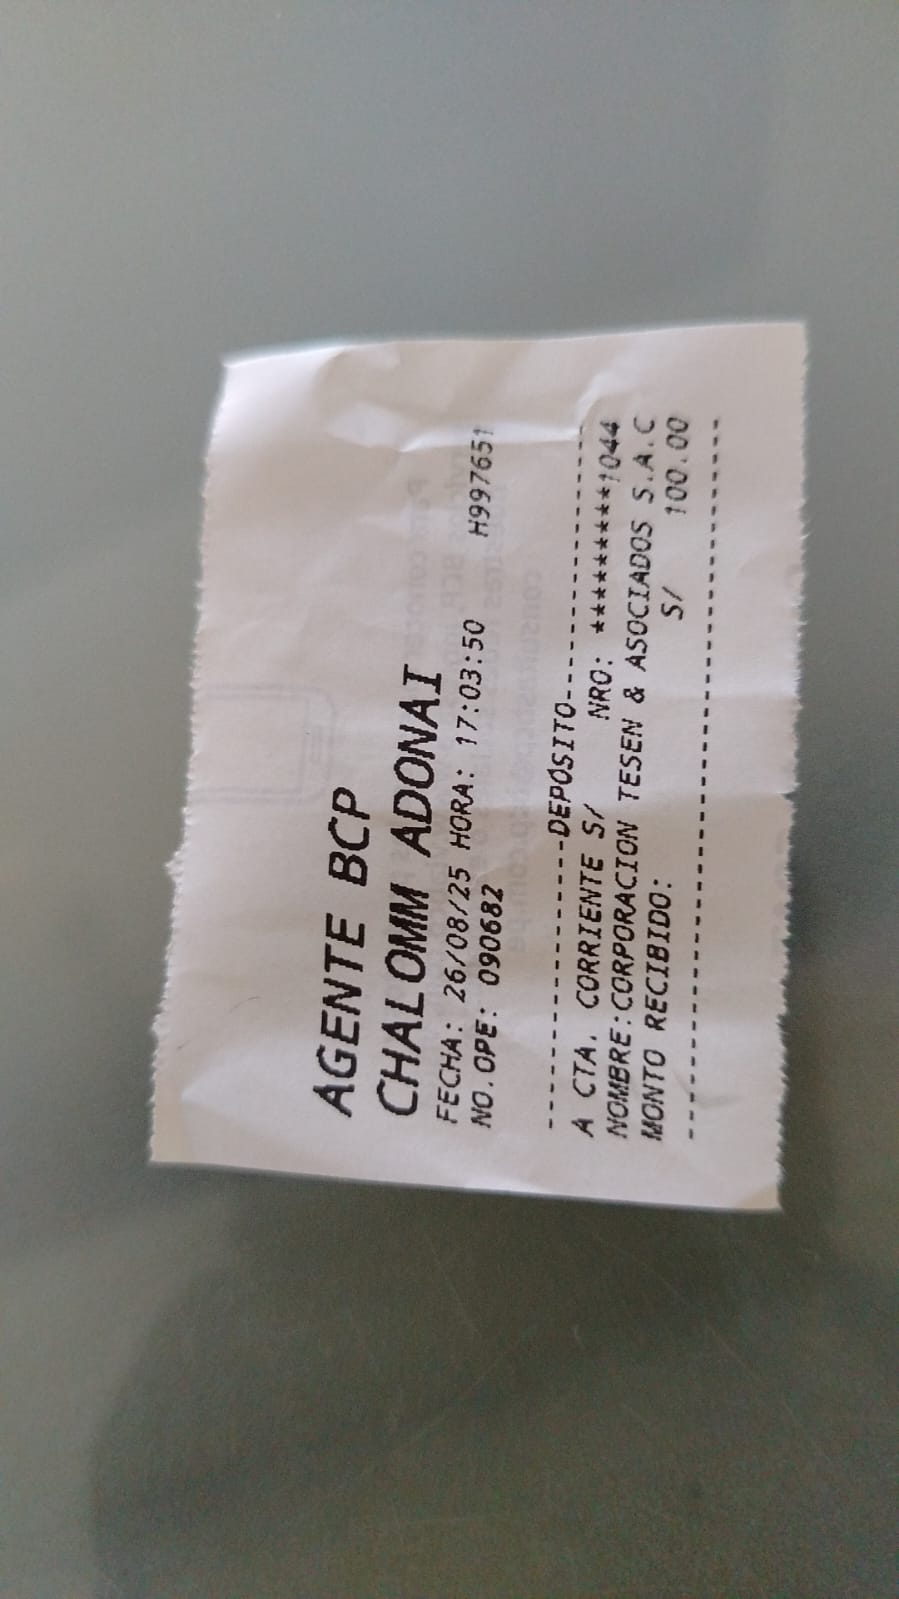 AGENTE BCP
CHALOMM ADONAI
FECHA: 26/08/25 HORA: 17:03:50
NO.OPE: 090682 H997651
------------DEPÓSITO------------
A CTA. CORRIENTE S/ NRO: *********1044
NOMBRE:CORPORACION TESEN & ASOCIADOS S.A.C
MONTO RECIBIDO: S/ 100.00